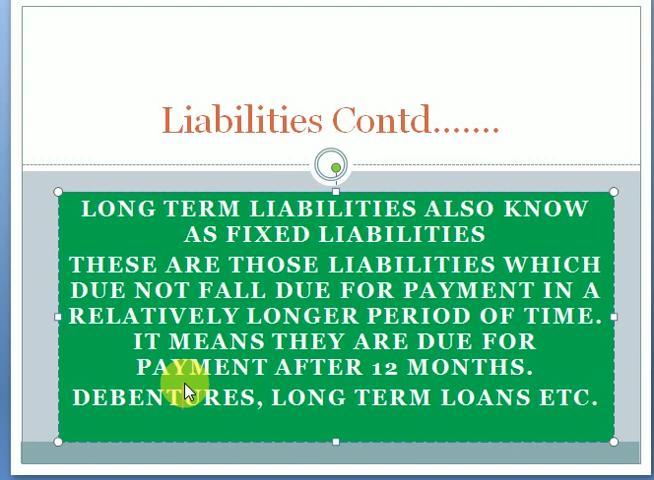 Liabilities Contd.......
LONG TERM LIABILITIES ALSO KNOW
AS FIXED LIABILITIES
THESE ARE THOSE LIABILITIES WHICH
DUE NOT FALL DUE FOR PAYMENT IN A
RELATIVELY LONGER PERIOD OF TIME.
IT MEANS THEY ARE DUE FOR
PAYMENT AFTER 12 MONTHS.
DEBENTURES, LONG TERM LOANS ETC.